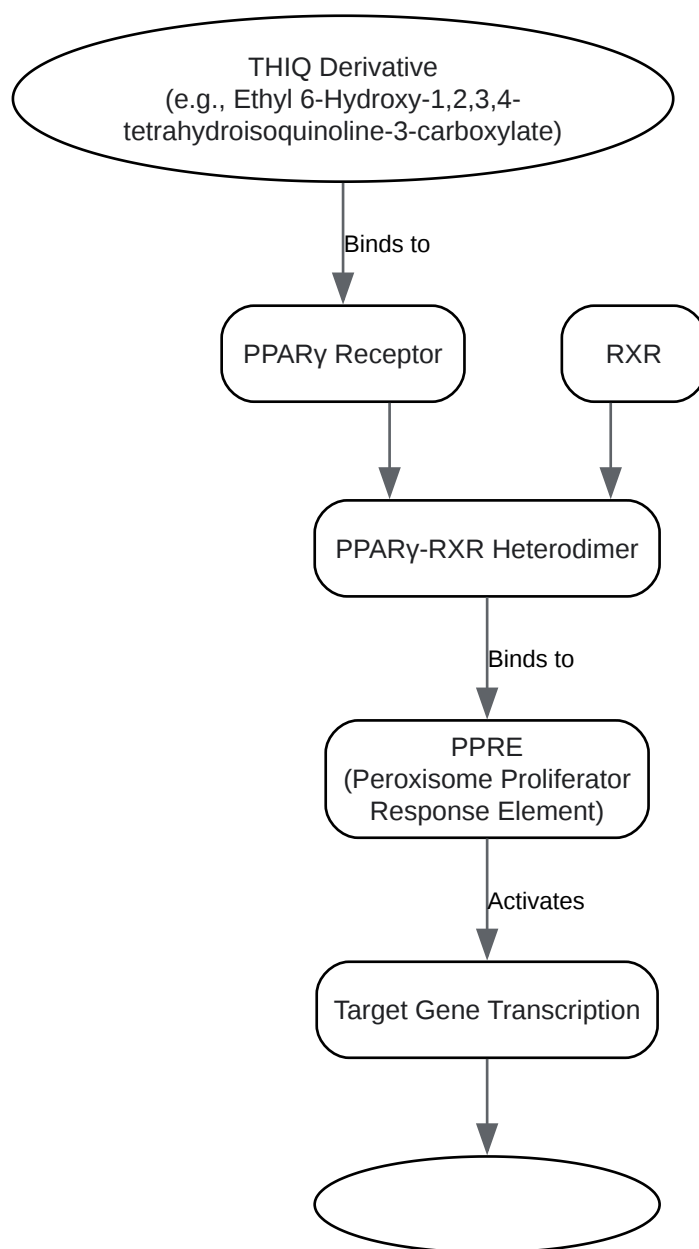 THIQ Derivative
(e.g., Ethyl 6-Hydroxy-1,2,3,4-
tetrahydroisoquinoline-3-carboxylate)
Binds to
PPARγ Receptor
RXR
PPARγ-RXR Heterodimer
Binds to
PPRE
(Peroxisome Proliferator
Response Element)
Activates
Target Gene Transcription